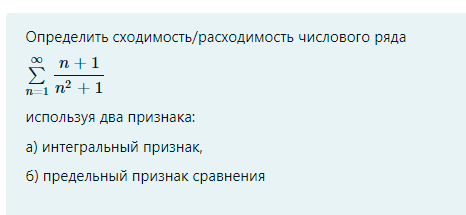 Определить сходимость/расходимость числового ряда
∞
∑ n + 1 / n² + 1
n=1
используя два признака:
а) интегральный признак,
б) предельный признак сравнения